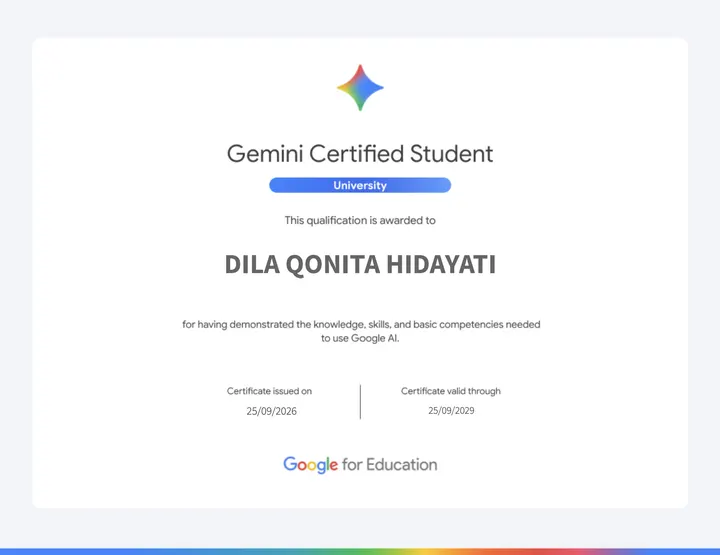 Gemini Certified Student
University
This qualification is awarded to
DILA QONITA HIDAYATI
for having demonstrated the knowledge, skills, and basic competencies needed
to use Google AI.
Certificate issued on
25/09/2026
Certificate valid through
25/09/2029
Google for Education